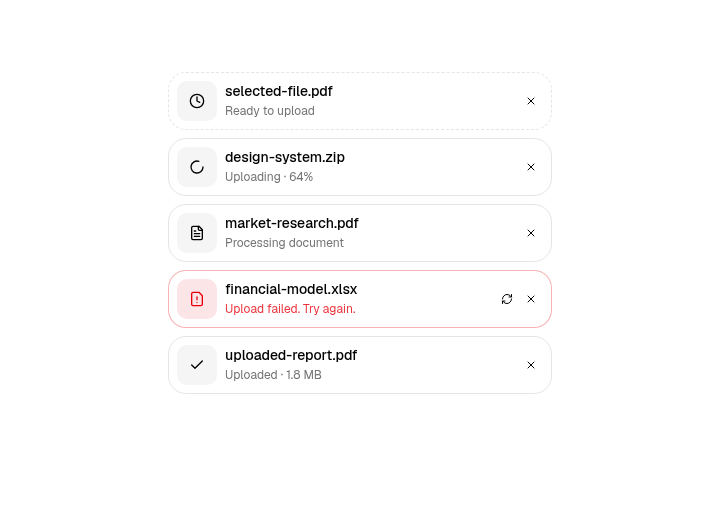 selected-file.pdf
Ready to upload
design-system.zip
Uploading · 64%
market-research.pdf
Processing document
financial-model.xlsx
Upload failed. Try again.
uploaded-report.pdf
Uploaded · 1.8 MB